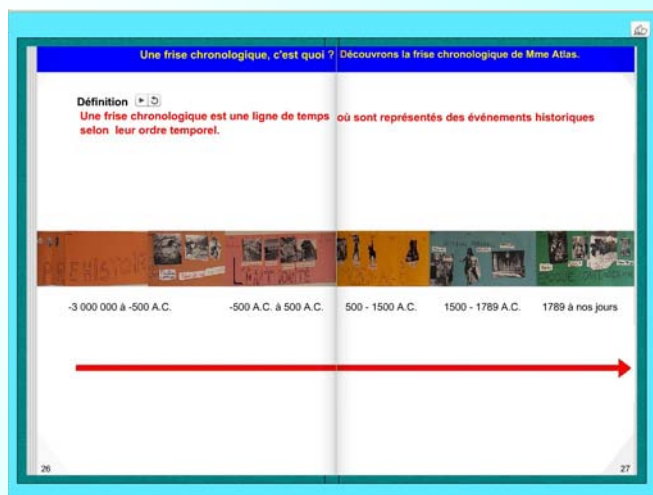 Une frise chronologique, c'est quoi ? Découvrons la frise chronologique de Mme Atlas.
Définition
Une frise chronologique est une ligne de temps où sont représentés des événements historiques
selon leur ordre temporel.
PREHISTOIRE
L'ANTIQUITÉ
-3 000 000 à -500 A.C. -500 A.C. à 500 A.C. 500 - 1500 A.C. 1500 - 1789 A.C. 1789 à nos jours
26 27